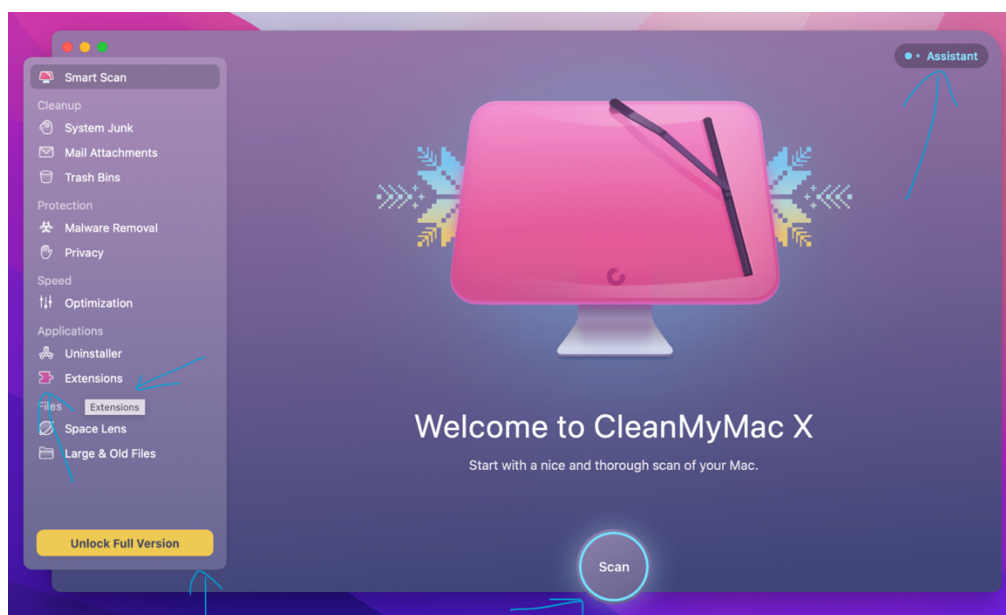 Assistant
Smart Scan
Cleanup
System Junk
Mail Attachments
Trash Bins
Protection
Malware Removal
Privacy
Speed
Optimization
Applications
Uninstaller
Extensions
Files
Extensions
Space Lens
Large & Old Files
Unlock Full Version
Welcome to CleanMyMac X
Start with a nice and thorough scan of your Mac.
Scan